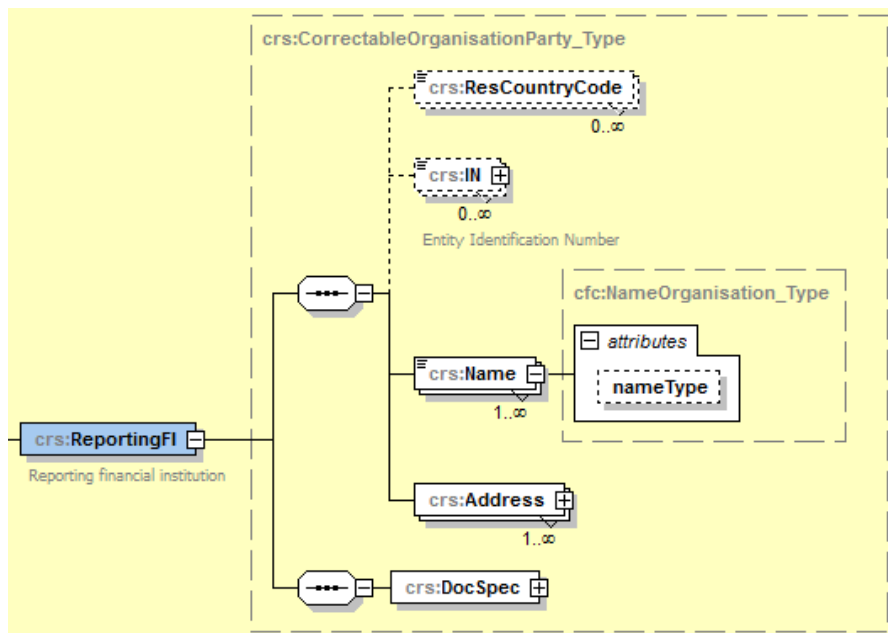 crs:CorrectableOrganisationParty_Type
crs:ResCountryCode
0..∞
crs:IN
0..∞
Entity Identification Number
cfc:NameOrganisation_Type
attributes
crs:Name
nameType
1..∞
crs:ReportingFI
Reporting financial institution
crs:Address
1..∞
crs:DocSpec